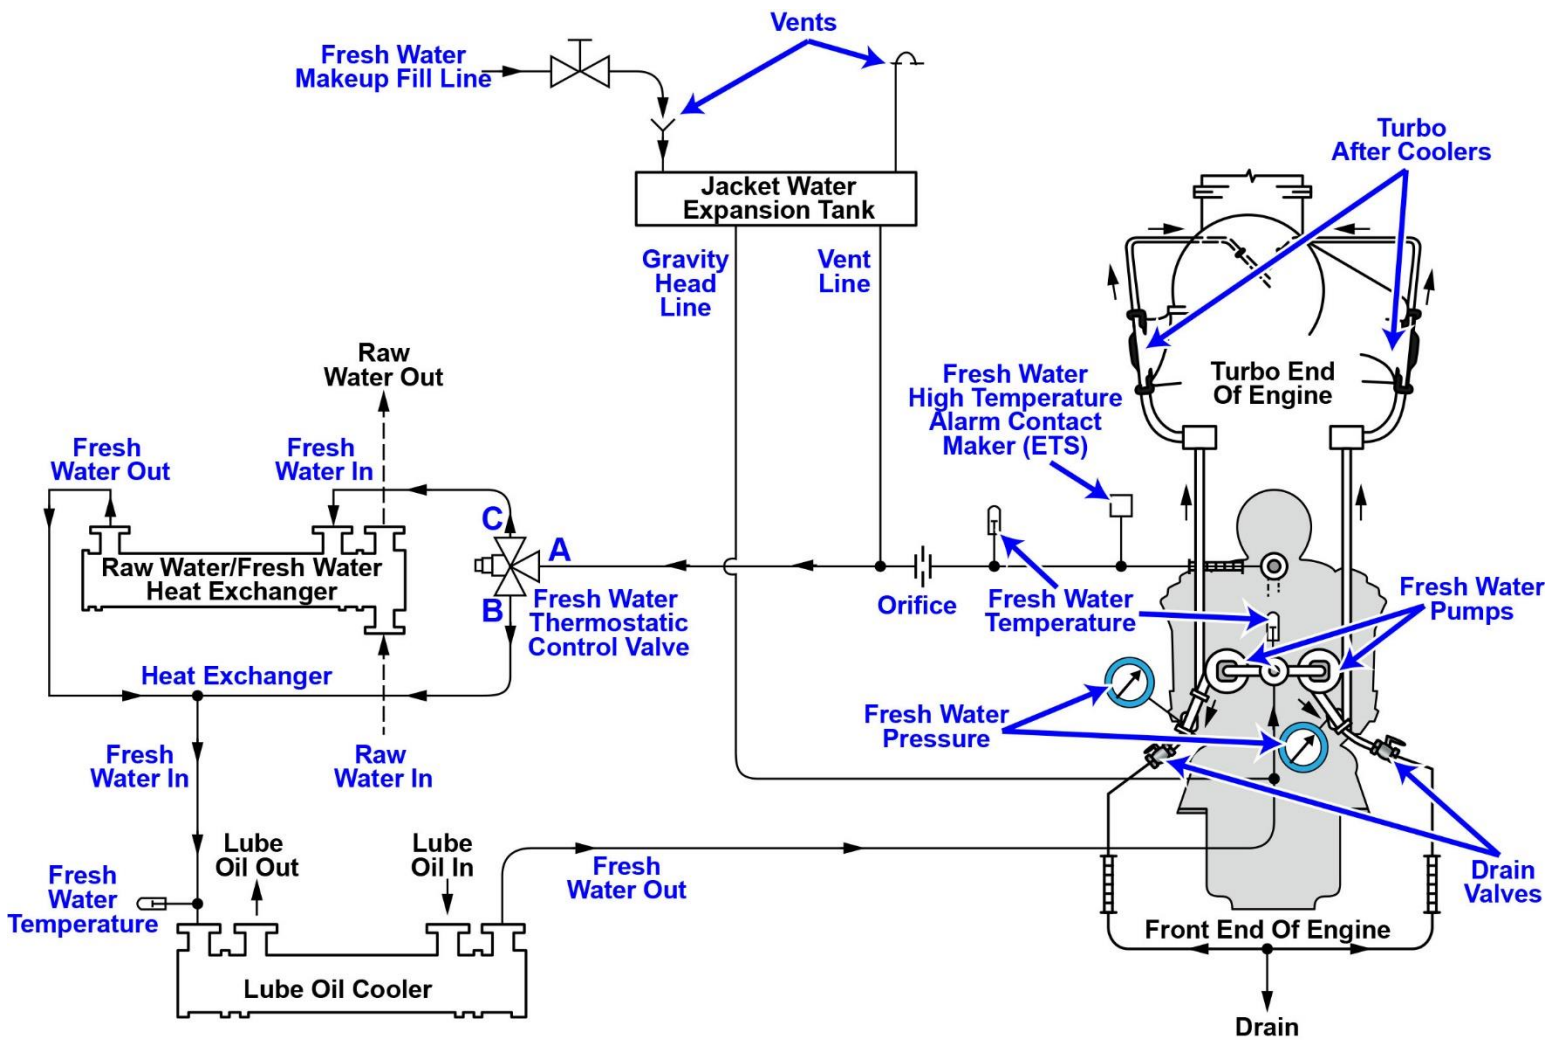 Vents
Fresh Water
Makeup Fill Line
Turbo
After Coolers
Jacket Water
Expansion Tank
Gravity
Head
Line
Vent
Line
Raw
Water Out
Turbo End
Of Engine
Fresh Water
High Temperature
Alarm Contact
Maker (ETS)
Fresh
Water Out
Fresh
Water In
C
A
B
Raw Water/Fresh Water
Heat Exchanger
Fresh Water
Thermostatic
Control Valve
Orifice
Fresh Water
Temperature
Fresh Water
Pumps
Heat Exchanger
Fresh Water
Pressure
Fresh
Water In
Raw
Water In
Lube
Oil Out
Lube
Oil In
Fresh
Water
Temperature
Fresh
Water Out
Drain
Valves
Front End Of Engine
Lube Oil Cooler
Drain